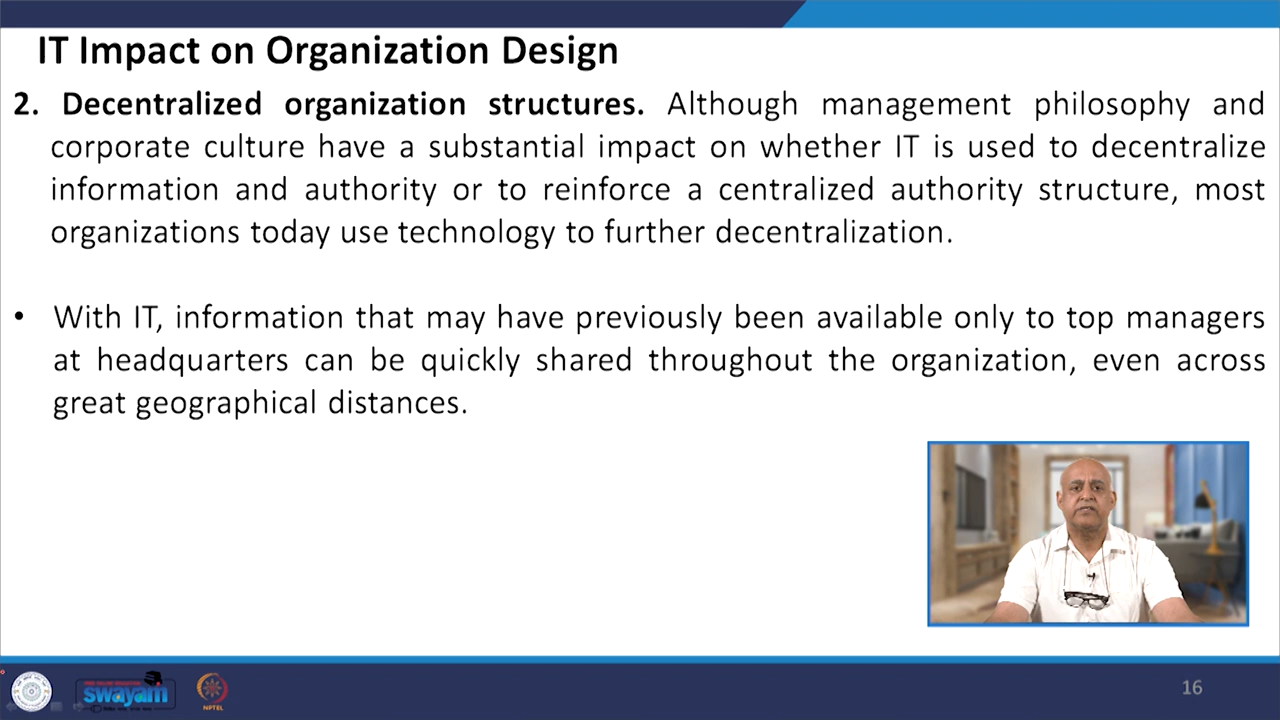 IT Impact on Organization Design
2. Decentralized organization structures. Although management philosophy and
corporate culture have a substantial impact on whether IT is used to decentralize
information and authority or to reinforce a centralized authority structure, most
organizations today use technology to further decentralization.
• With IT, information that may have previously been available only to top managers
at headquarters can be quickly shared throughout the organization, even across
great geographical distances.
swayam
NPTEL
16